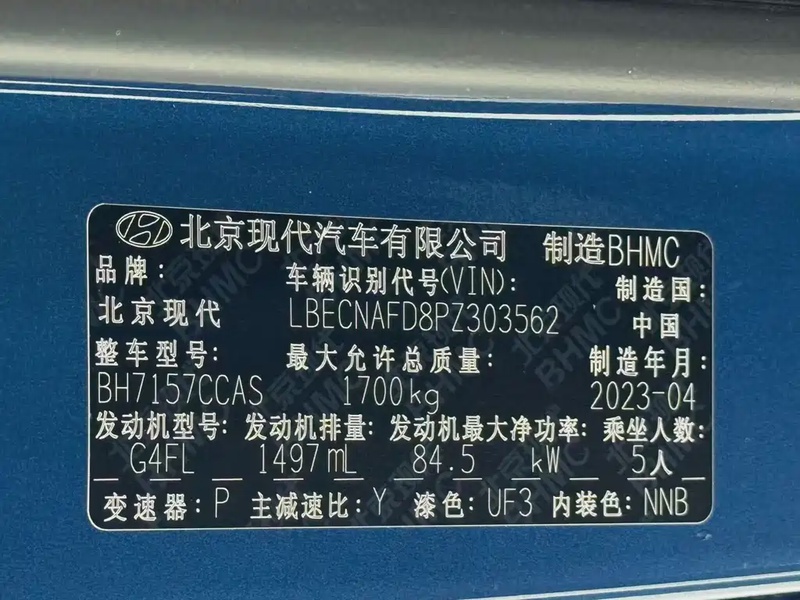 北京现代汽车有限公司 制造BHMC
品牌: 车辆识别代号(VIN): 制造国:
北京现代 LBECNAFD8PZ303562 中国
整车型号: 最大允许总质量: 制造年月:
BH7157CCAS 1700kg 2023-04
发动机型号: 发动机排量: 发动机最大净功率: 乘坐人数:
G4FL 1497mL 84.5 kW 5人
变速器: P 主减速比: Y 漆色: UF3 内装色: NNB